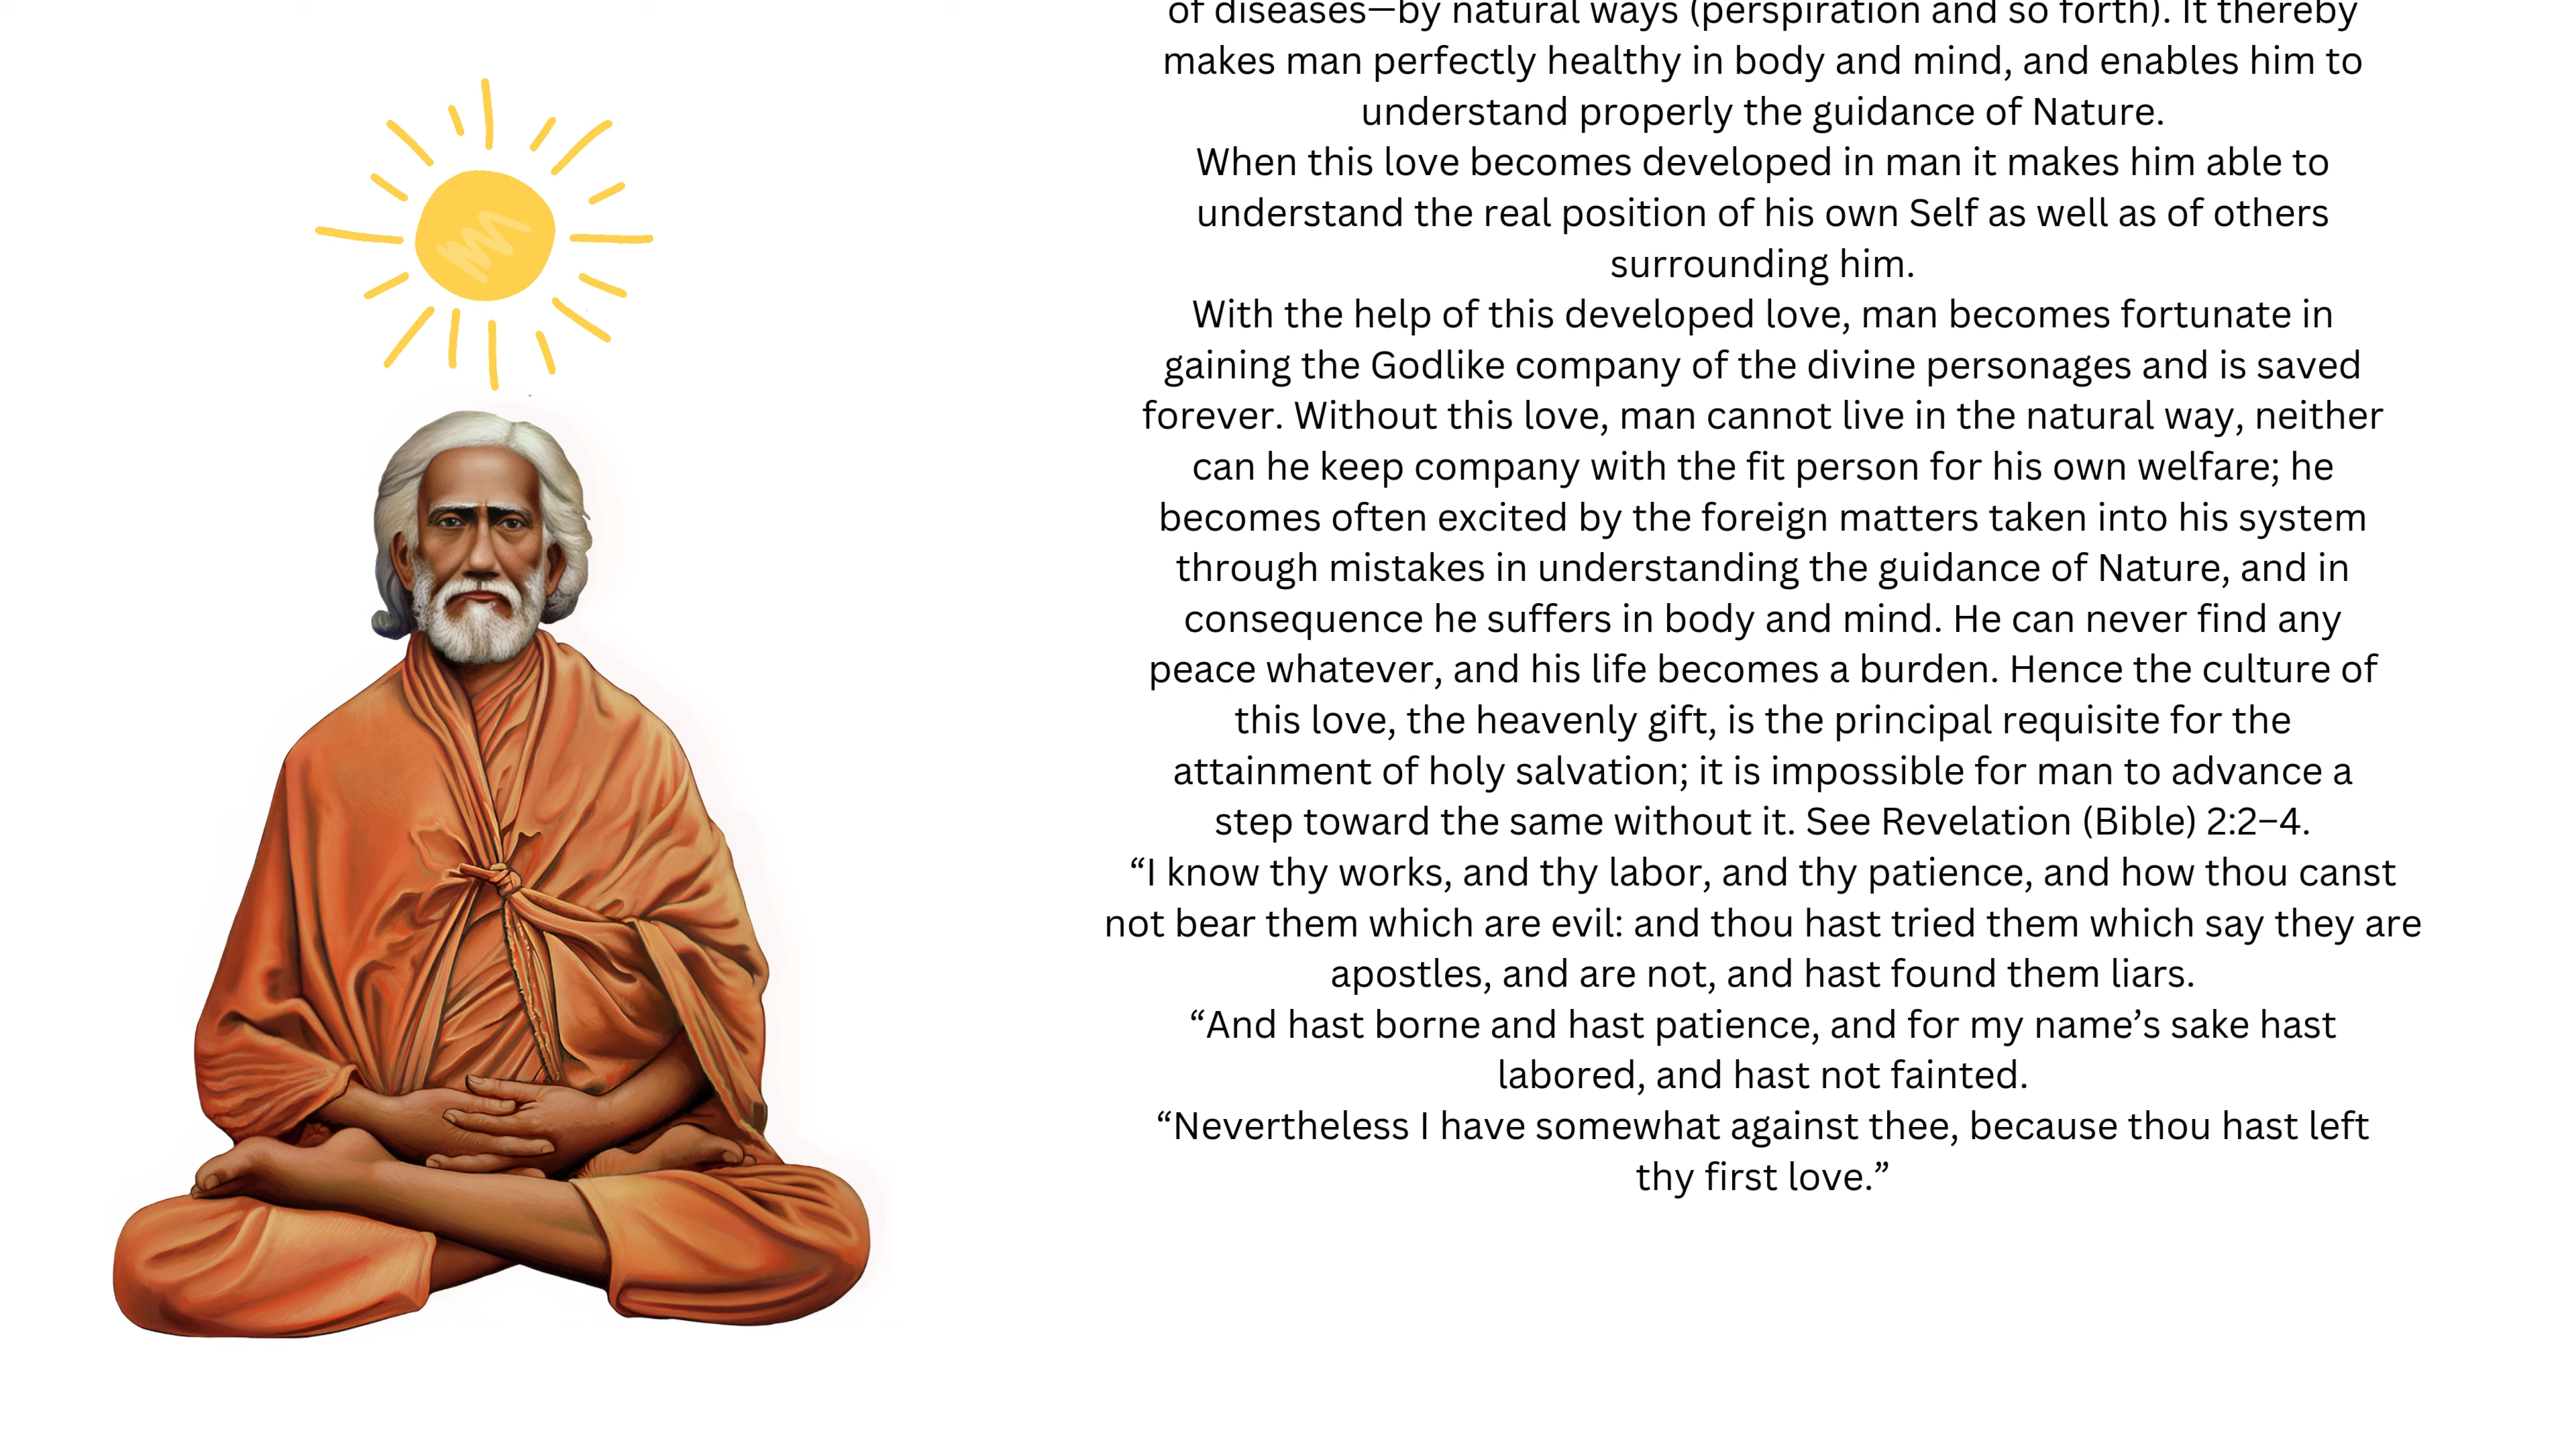 of diseases—by natural ways (perspiration and so forth). It thereby
makes man perfectly healthy in body and mind, and enables him to
understand properly the guidance of Nature.
When this love becomes developed in man it makes him able to
understand the real position of his own Self as well as of others
surrounding him.
With the help of this developed love, man becomes fortunate in
gaining the Godlike company of the divine personages and is saved
forever. Without this love, man cannot live in the natural way, neither
can he keep company with the fit person for his own welfare; he
becomes often excited by the foreign matters taken into his system
through mistakes in understanding the guidance of Nature, and in
consequence he suffers in body and mind. He can never find any
peace whatever, and his life becomes a burden. Hence the culture of
this love, the heavenly gift, is the principal requisite for the
attainment of holy salvation; it is impossible for man to advance a
step toward the same without it. See Revelation (Bible) 2:2–4.
“I know thy works, and thy labor, and thy patience, and how thou canst
not bear them which are evil: and thou hast tried them which say they are
apostles, and are not, and hast found them liars.
“And hast borne and hast patience, and for my name’s sake hast
labored, and hast not fainted.
“Nevertheless I have somewhat against thee, because thou hast left
thy first love.”